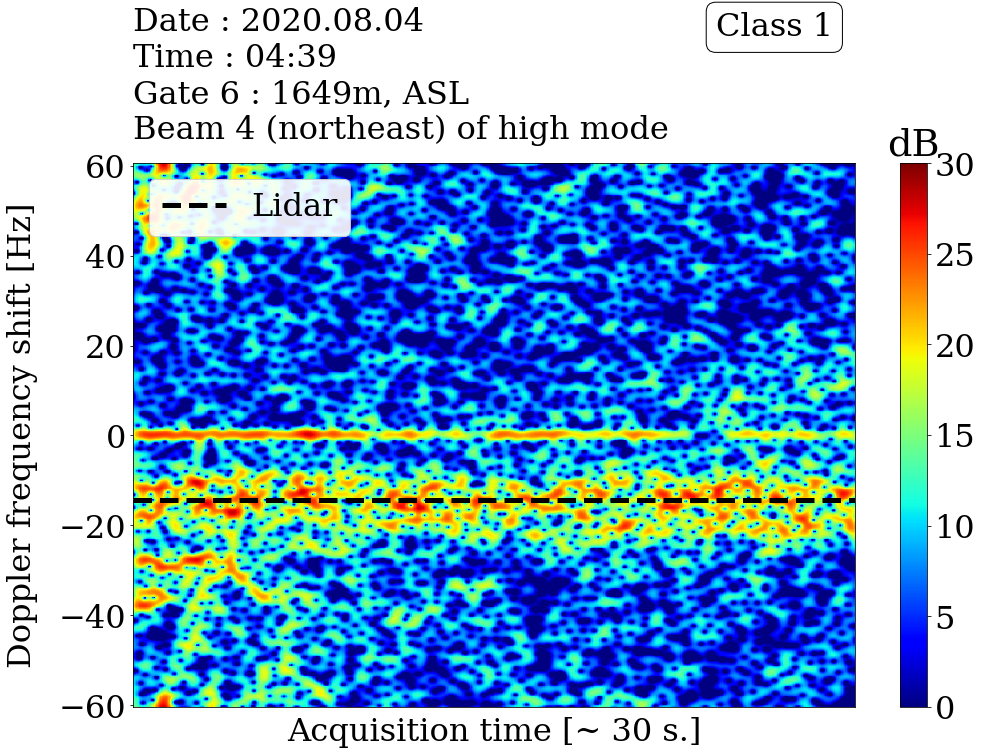 Date : 2020.08.04
Time : 04:39
Gate 6 : 1649m, ASL
Beam 4 (northeast) of high mode
Class 1
dB
Lidar
60
40
20
0
−20
−40
−60
Doppler frequency shift [Hz]
Acquisition time [~ 30 s.]
30
25
20
15
10
5
0